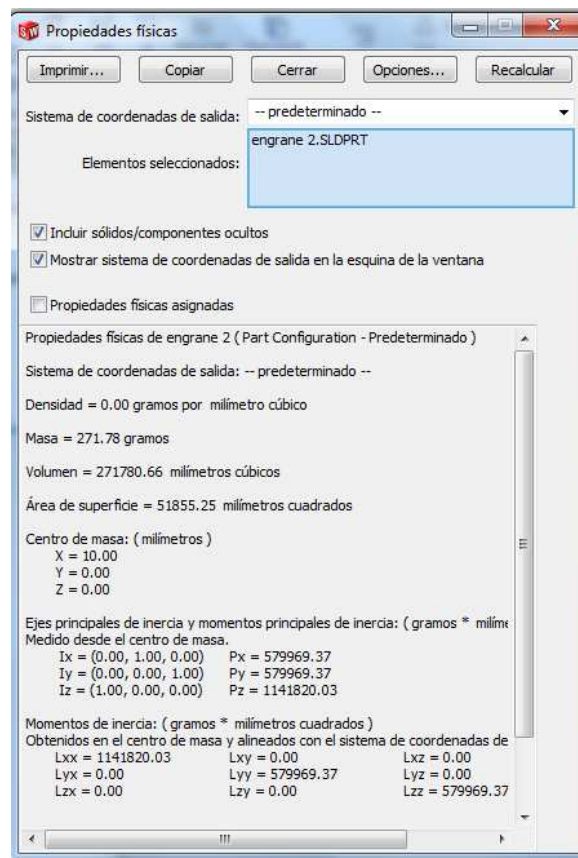 Propiedades físicas
Imprimir... Copiar Cerrar Opciones... Recalcular
Sistema de coordenadas de salida: -- predeterminado --
Elementos seleccionados: engrane 2.SLDPRT
Incluir sólidos/componentes ocultos
Mostrar sistema de coordenadas de salida en la esquina de la ventana
Propiedades físicas asignadas
Propiedades físicas de engrane 2 ( Part Configuration - Predeterminado )
Sistema de coordenadas de salida: -- predeterminado --
Densidad = 0.00 gramos por milímetro cúbico
Masa = 271.78 gramos
Volumen = 271780.66 milímetros cúbicos
Área de superficie = 51855.25 milímetros cuadrados
Centro de masa: ( milímetros )
X = 10.00
Y = 0.00
Z = 0.00
Ejes principales de inercia y momentos principales de inercia: ( gramos * milíme
Medido desde el centro de masa.
Ix = (0.00, 1.00, 0.00) Px = 579969.37
Iy = (0.00, 0.00, 1.00) Py = 579969.37
Iz = (1.00, 0.00, 0.00) Pz = 1141820.03
Momentos de inercia: ( gramos * milímetros cuadrados )
Obtenidos en el centro de masa y alineados con el sistema de coordenadas de
Lxx = 1141820.03 Lxy = 0.00 Lxz = 0.00
Lyx = 0.00 Lyy = 579969.37 Lyz = 0.00
Lzx = 0.00 Lzy = 0.00 Lzz = 579969.37